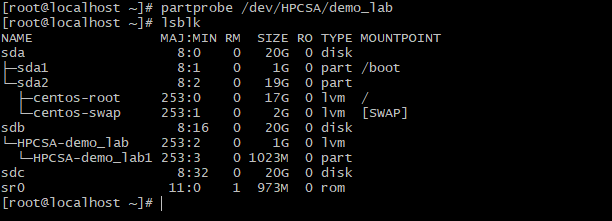 [root@localhost ~]# partprobe /dev/HPCSA/demo_lab
[root@localhost ~]# lsblk
NAME                 MAJ:MIN RM  SIZE RO TYPE MOUNTPOINT
sda                    8:0    0   20G  0 disk
├─sda1                 8:1    0    1G  0 part /boot
└─sda2                 8:2    0   19G  0 part
  ├─centos-root      253:0    0   17G  0 lvm  /
  └─centos-swap      253:1    0    2G  0 lvm  [SWAP]
sdb                    8:16   0   20G  0 disk
└─HPCSA-demo_lab     253:2    0    1G  0 lvm
  └─HPCSA-demo_lab1  253:3    0 1023M  0 part
sdc                    8:32   0   20G  0 disk
sr0                   11:0    1  973M  0 rom
[root@localhost ~]#